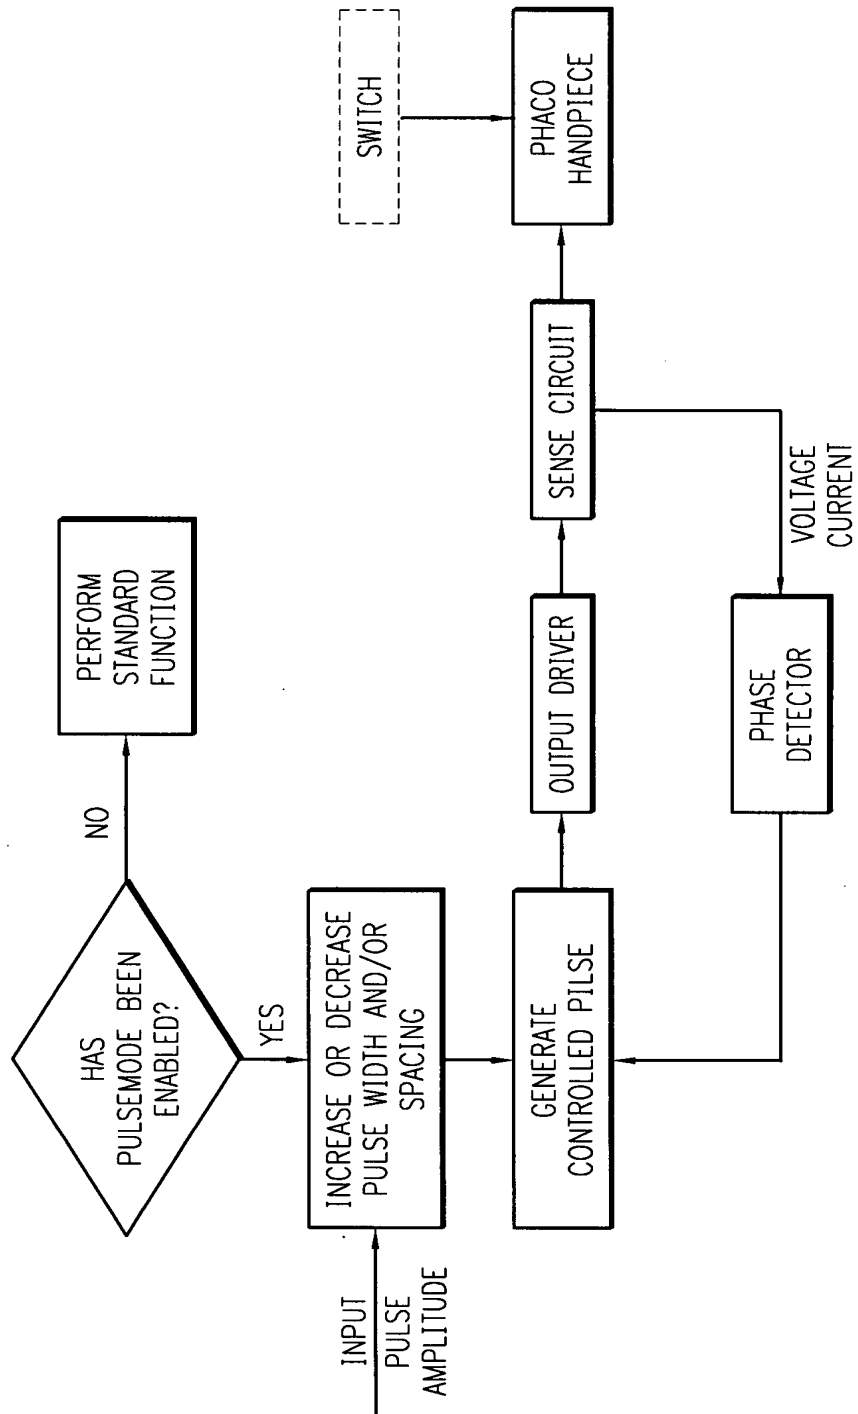 HAS
PULSEMODE BEEN
ENABLED?
NO
PERFORM
STANDARD
FUNCTION
YES
INPUT
PULSE
AMPLITUDE
INCREASE OR DECREASE
PULSE WIDTH AND/OR
SPACING
GENERATE
CONTROLLED PILSE
OUTPUT DRIVER
SENSE CIRCUIT
SWITCH
PHACO
HANDPIECE
VOLTAGE
CURRENT
PHASE
DETECTOR